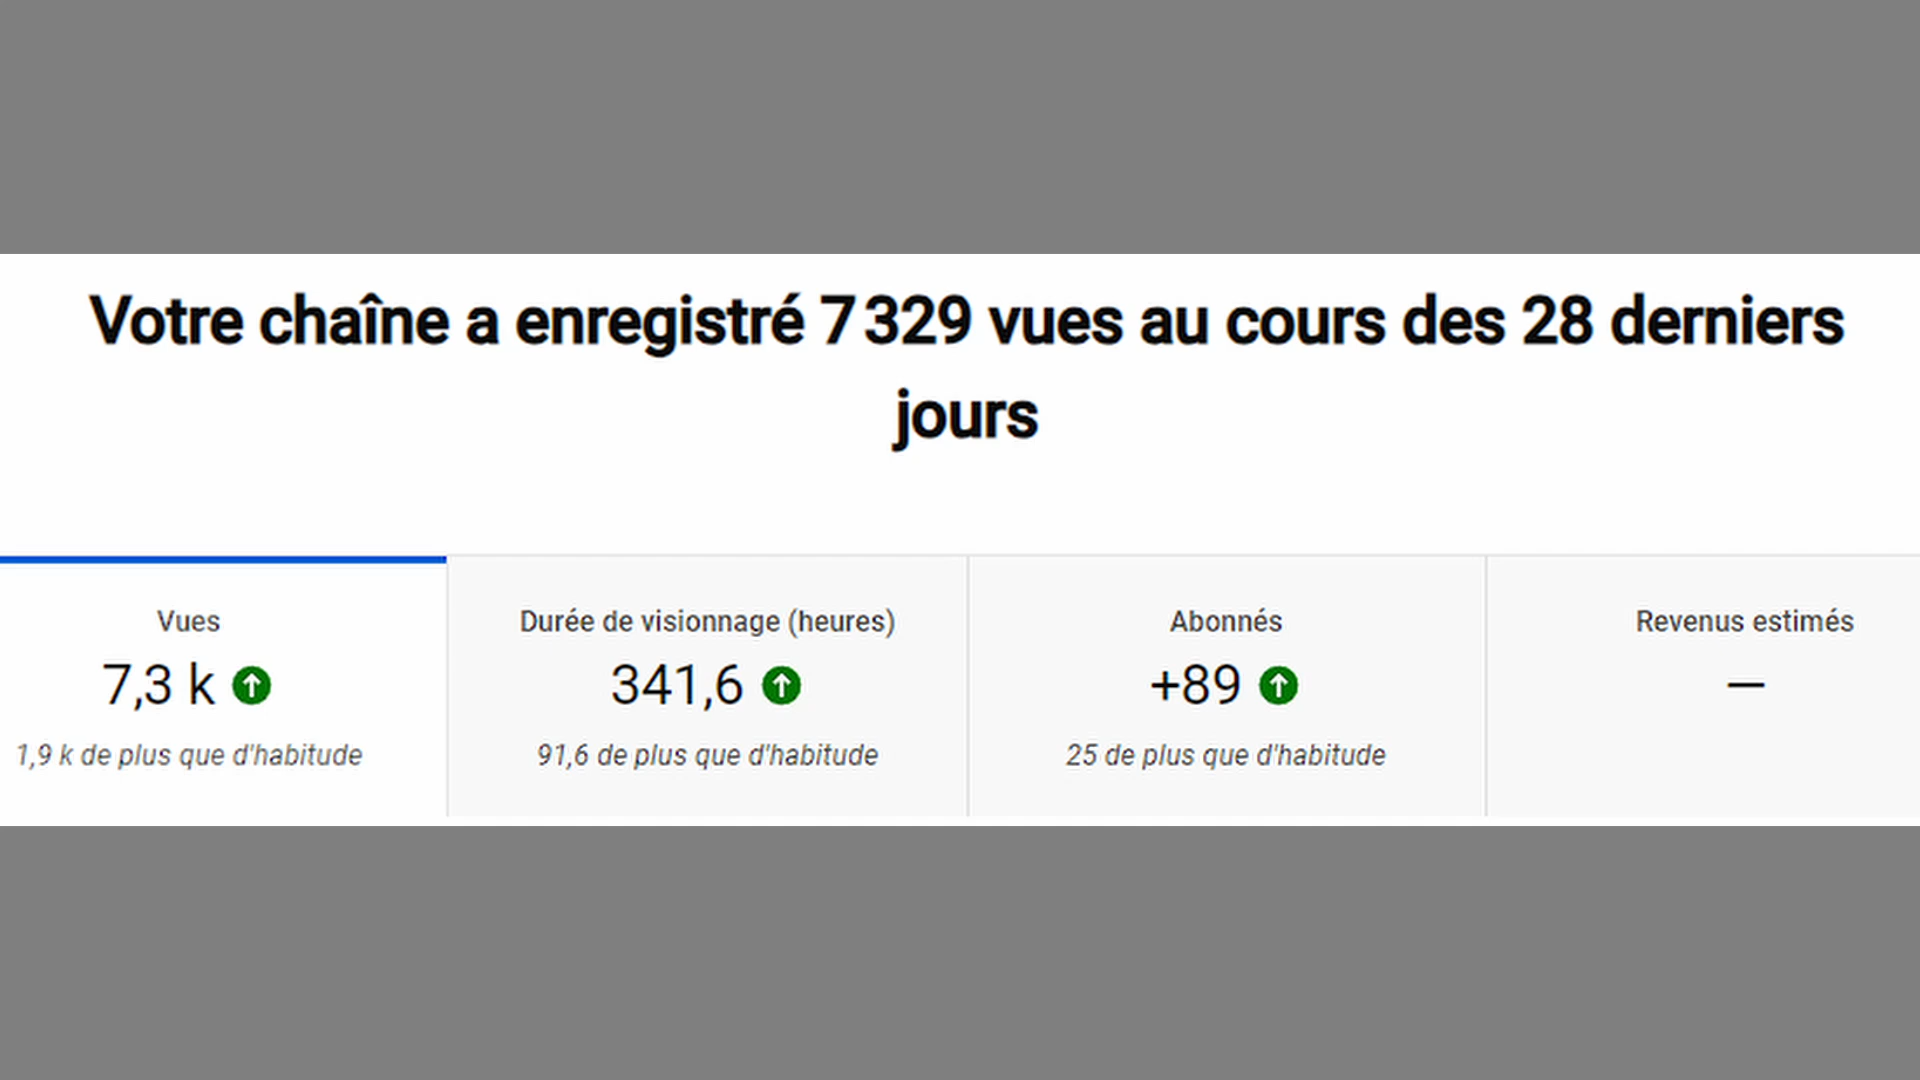 Votre chaîne a enregistré 7 329 vues au cours des 28 derniers
jours
Vues
7,3 k
1,9 k de plus que d'habitude
Durée de visionnage (heures)
341,6
91,6 de plus que d'habitude
Abonnés
+89
25 de plus que d'habitude
Revenus estimés
—